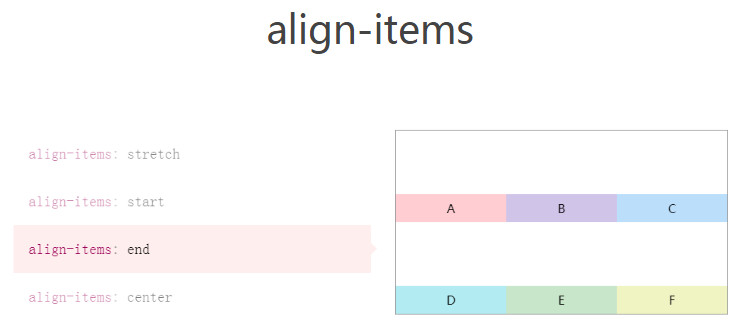 align-items
align-items: stretch
align-items: start
align-items: end
align-items: center
A B C
D E F